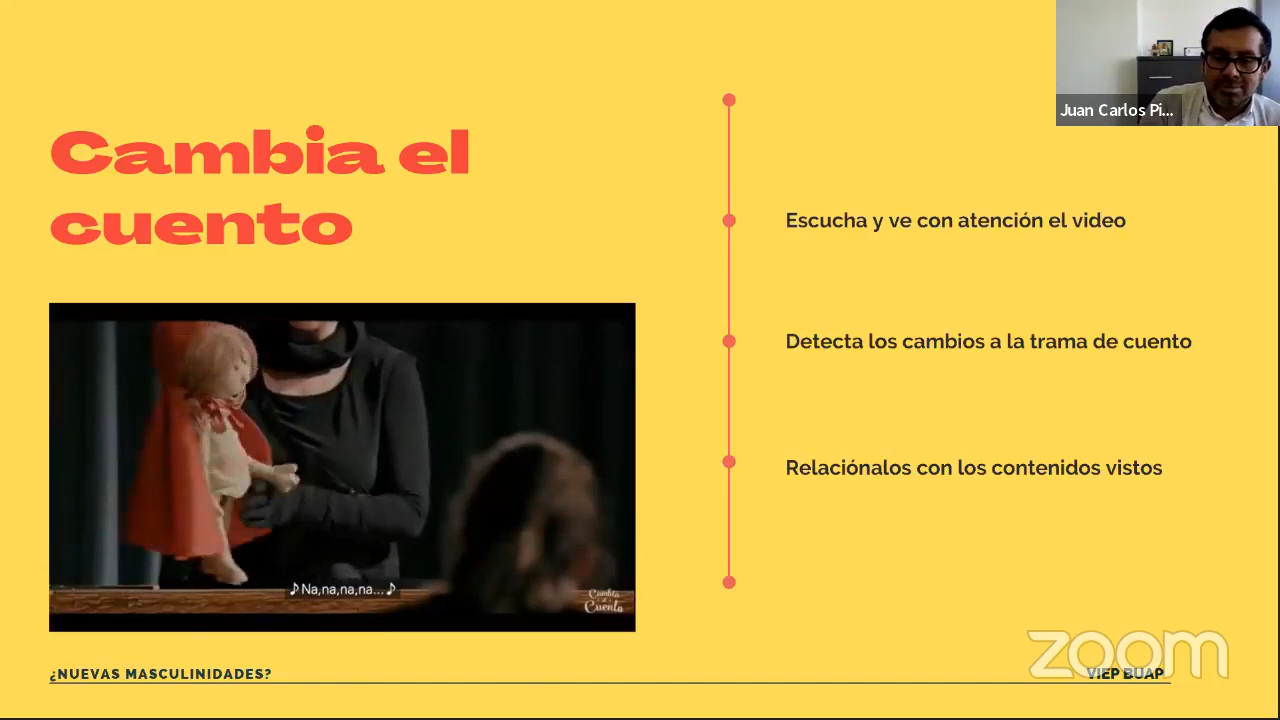 Juan Carlos Pi...
Cambia el
cuento
Escucha y ve con atención el video
Detecta los cambios a la trama de cuento
Relaciónalos con los contenidos vistos
♪Na,na,na,na...♪
Cambia
el
Cuento
¿NUEVAS MASCULINIDADES?
VIEP BUAP
zoom